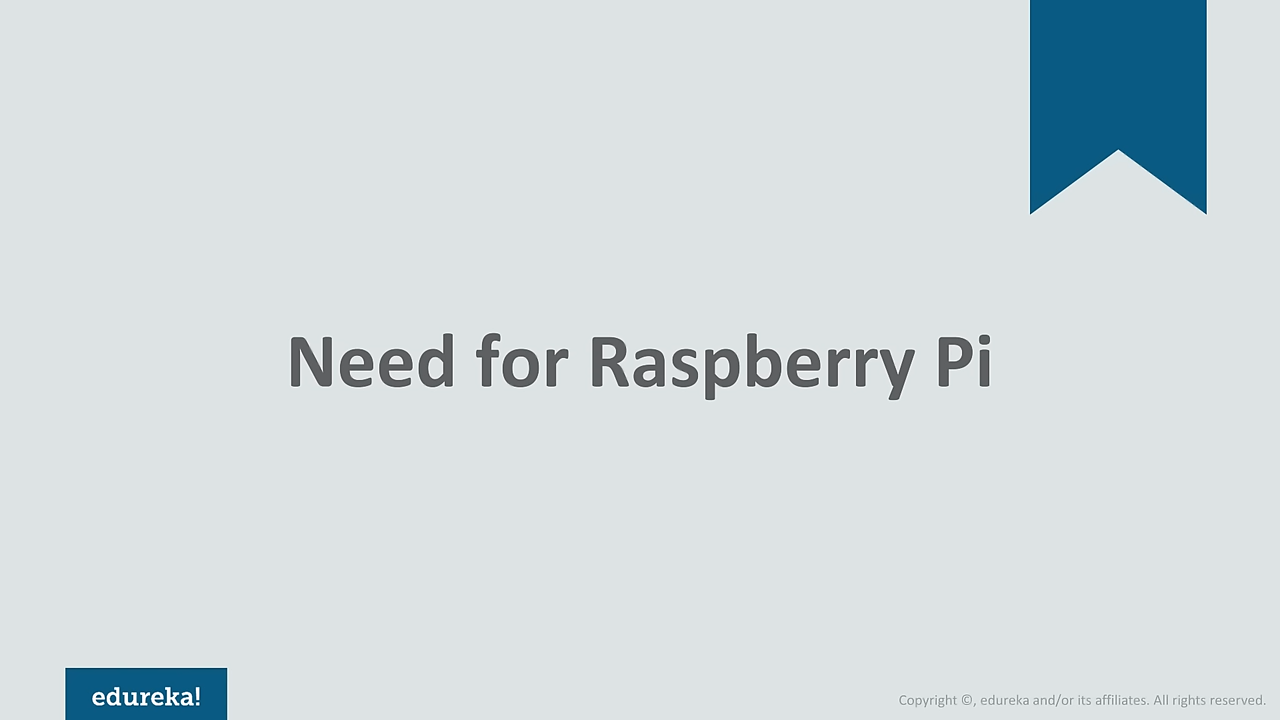 Need for Raspberry Pi
edureka!
Copyright ©, edureka and/or its affiliates. All rights reserved.